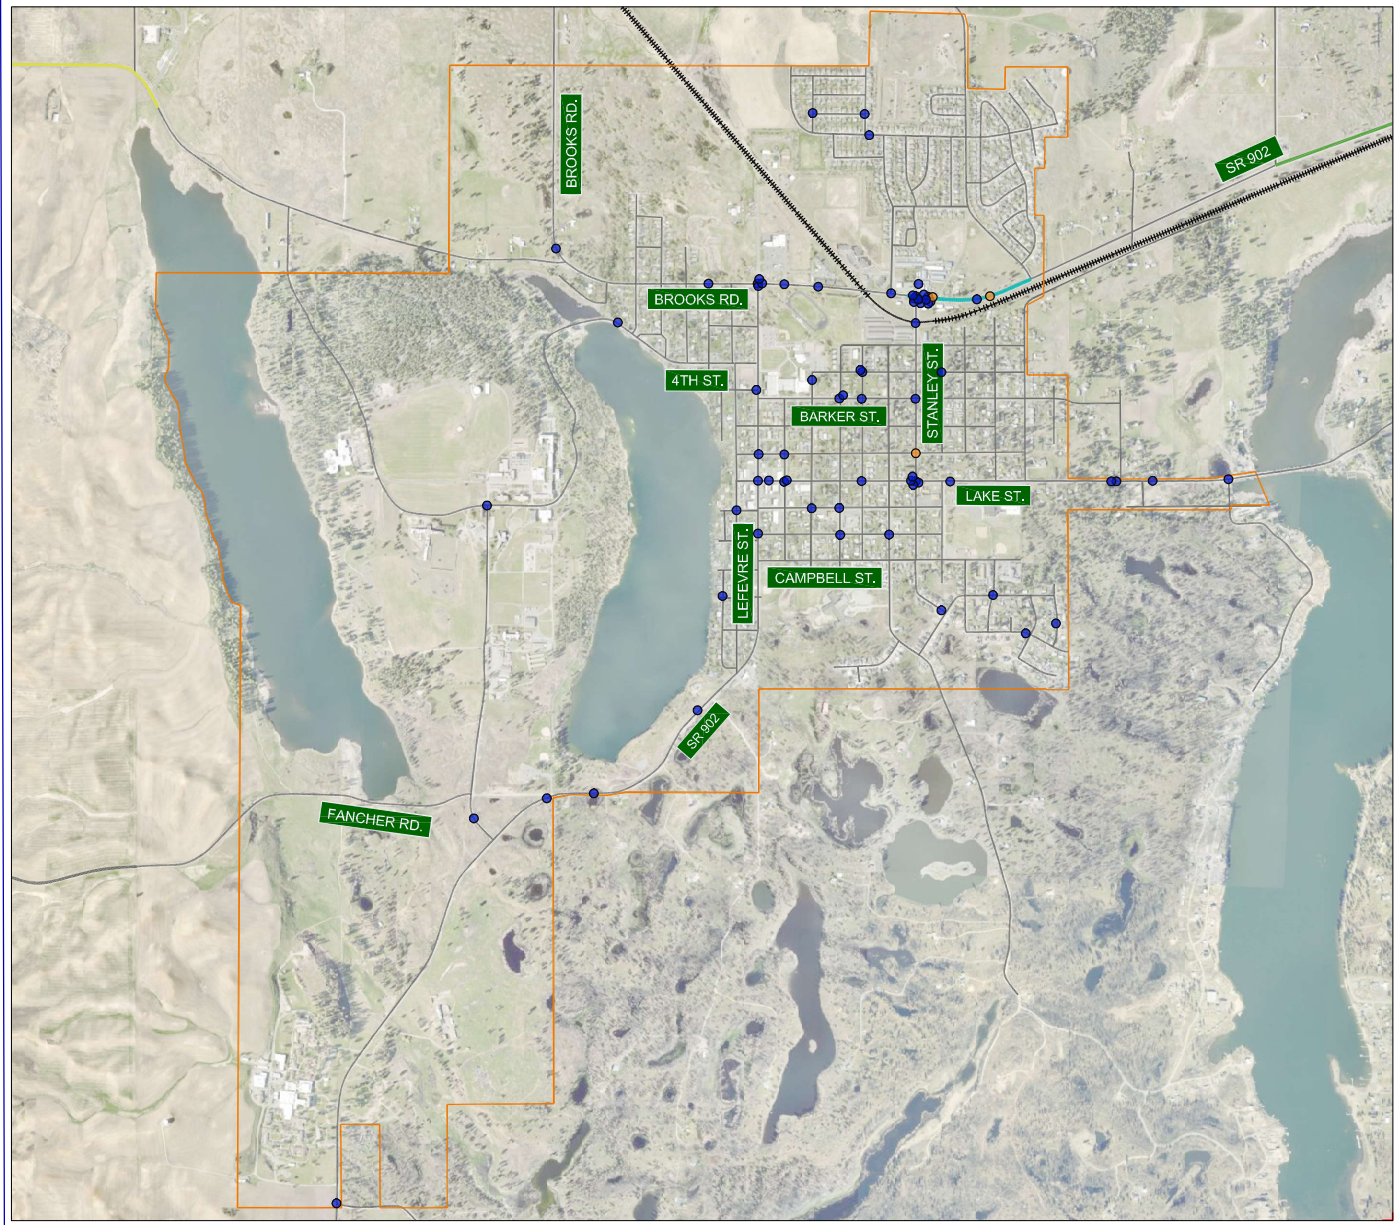 BROOKS RD.
SR 902
BROOKS RD.
4TH ST.
STANLEY ST.
BARKER ST.
LAKE ST.
LEFEVRE ST.
CAMPBELL ST.
SR 902
FANCHER RD.